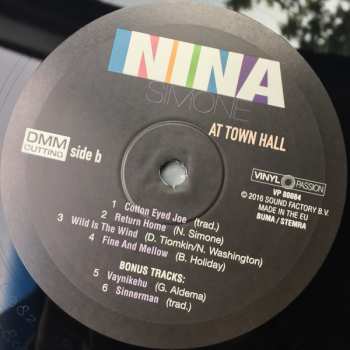 NINA
SIMONE
AT TOWN HALL
DMM
CUTTING
side b
VINYL PASSION
VP 80084
℗ 2016 SOUND FACTORY B.V.
MADE IN THE EU
BUMA / STEMRA
1 Cotton Eyed Joe (trad.)
2 Return Home (N. Simone)
3 Wild Is The Wind (D. Tiomkin/N. Washington)
4 Fine And Mellow (B. Holiday)
BONUS TRACKS:
5 Vaynikehu (G. Aldema)
6 Sinnerman (trad.)